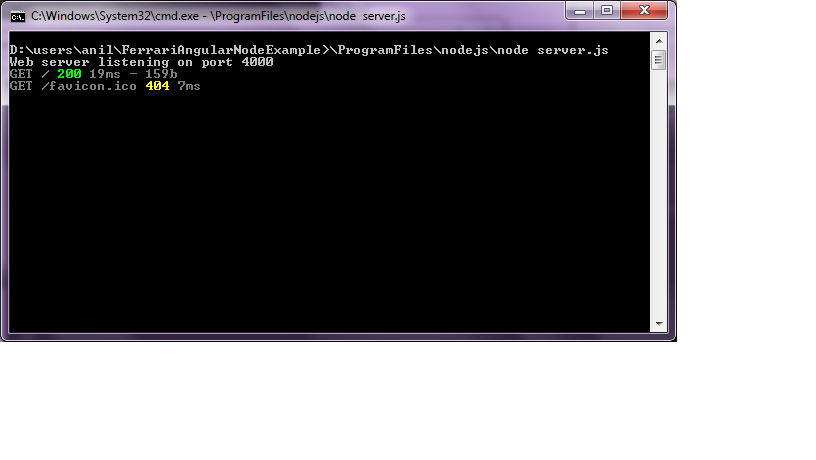 C:\Windows\System32\cmd.exe - \ProgramFiles\nodejs\node server.js
D:\users\anil\FerrariAngularNodeExample>\ProgramFiles\nodejs\node server.js
Web server listening on port 4000
GET / 200 19ms - 159b
GET /favicon.ico 404 7ms